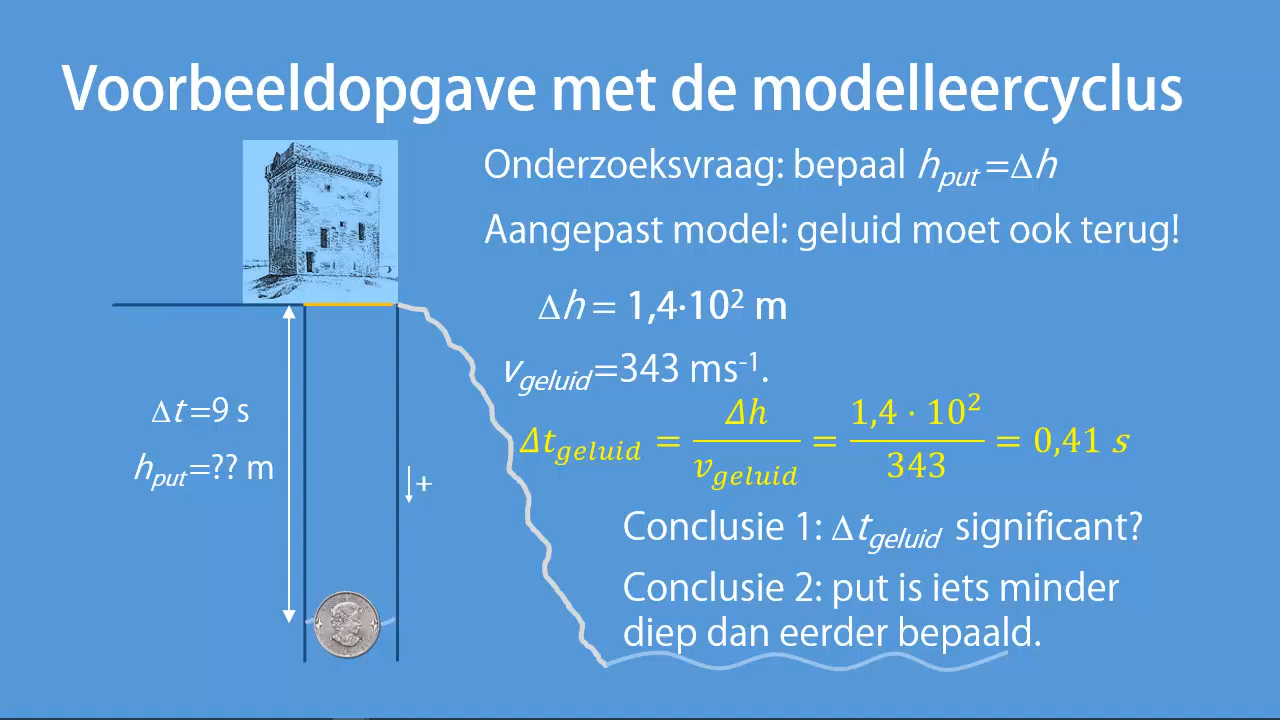 Voorbeeldopgave met de modelleercyclus
Onderzoeksvraag: bepaal h_put=Δh
Aangepast model: geluid moet ook terug!
Δh = 1,4·10² m
v_geluid=343 ms⁻¹.
Δt_geluid = Δh / v_geluid = 1,4 · 10² / 343 = 0,41 s
Δt=9 s
h_put=?? m
+
Conclusie 1: Δt_geluid significant?
Conclusie 2: put is iets minder
diep dan eerder bepaald.